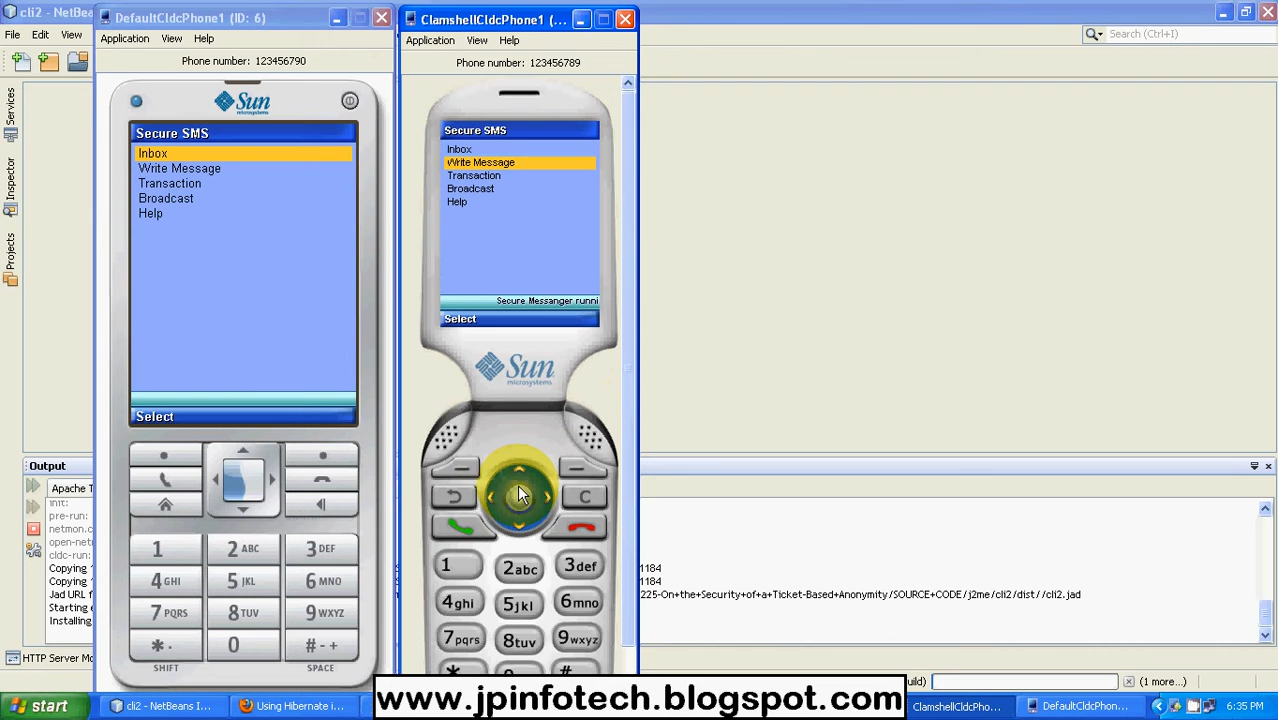 cli2 - NetBea
File Edit View
Search (Ctrl+I)
Services
Inspector
Projects
DefaultCldcPhone1 (ID: 6)
Application View Help
Phone number: 123456790
Sun
microsystems
Secure SMS
Inbox
Write Message
Transaction
Broadcast
Help
Select
1 2 ABC 3 DEF
4 GHI 5 JKL 6 MNO
7 PQRS 8 TUV 9 WXYZ
* . 0 # - +
SHIFT SPACE
ClamshellCldcPhone1 (...
Application View Help
Phone number: 123456789
Secure SMS
Inbox
Write Message
Transaction
Broadcast
Help
Secure Messanger runni
Select
Sun
microsystems
C
1 2abc 3def
4ghi 5jkl 6mno
7pqrs 8tuv 9wxyz
* #
Output
Apache T
init:
pre-run:
netmon.c
open-net
cldc-run:
Copying 1184
Copying 1184
Jad URL f 225-On+the+Security+of+a+Ticket-Based+Anonymity/SOURCE+CODE/j2me/cli2/dist//cli2.jad
Starting e
Installing
HTTP Server Mo
uild) (1 more...)
www.jpinfotech.blogspot.com
start
cli2 - NetBeans I...
Using Hibernate i...
ClamshellCldcPho...
DefaultCldcPhone...
6:35 PM